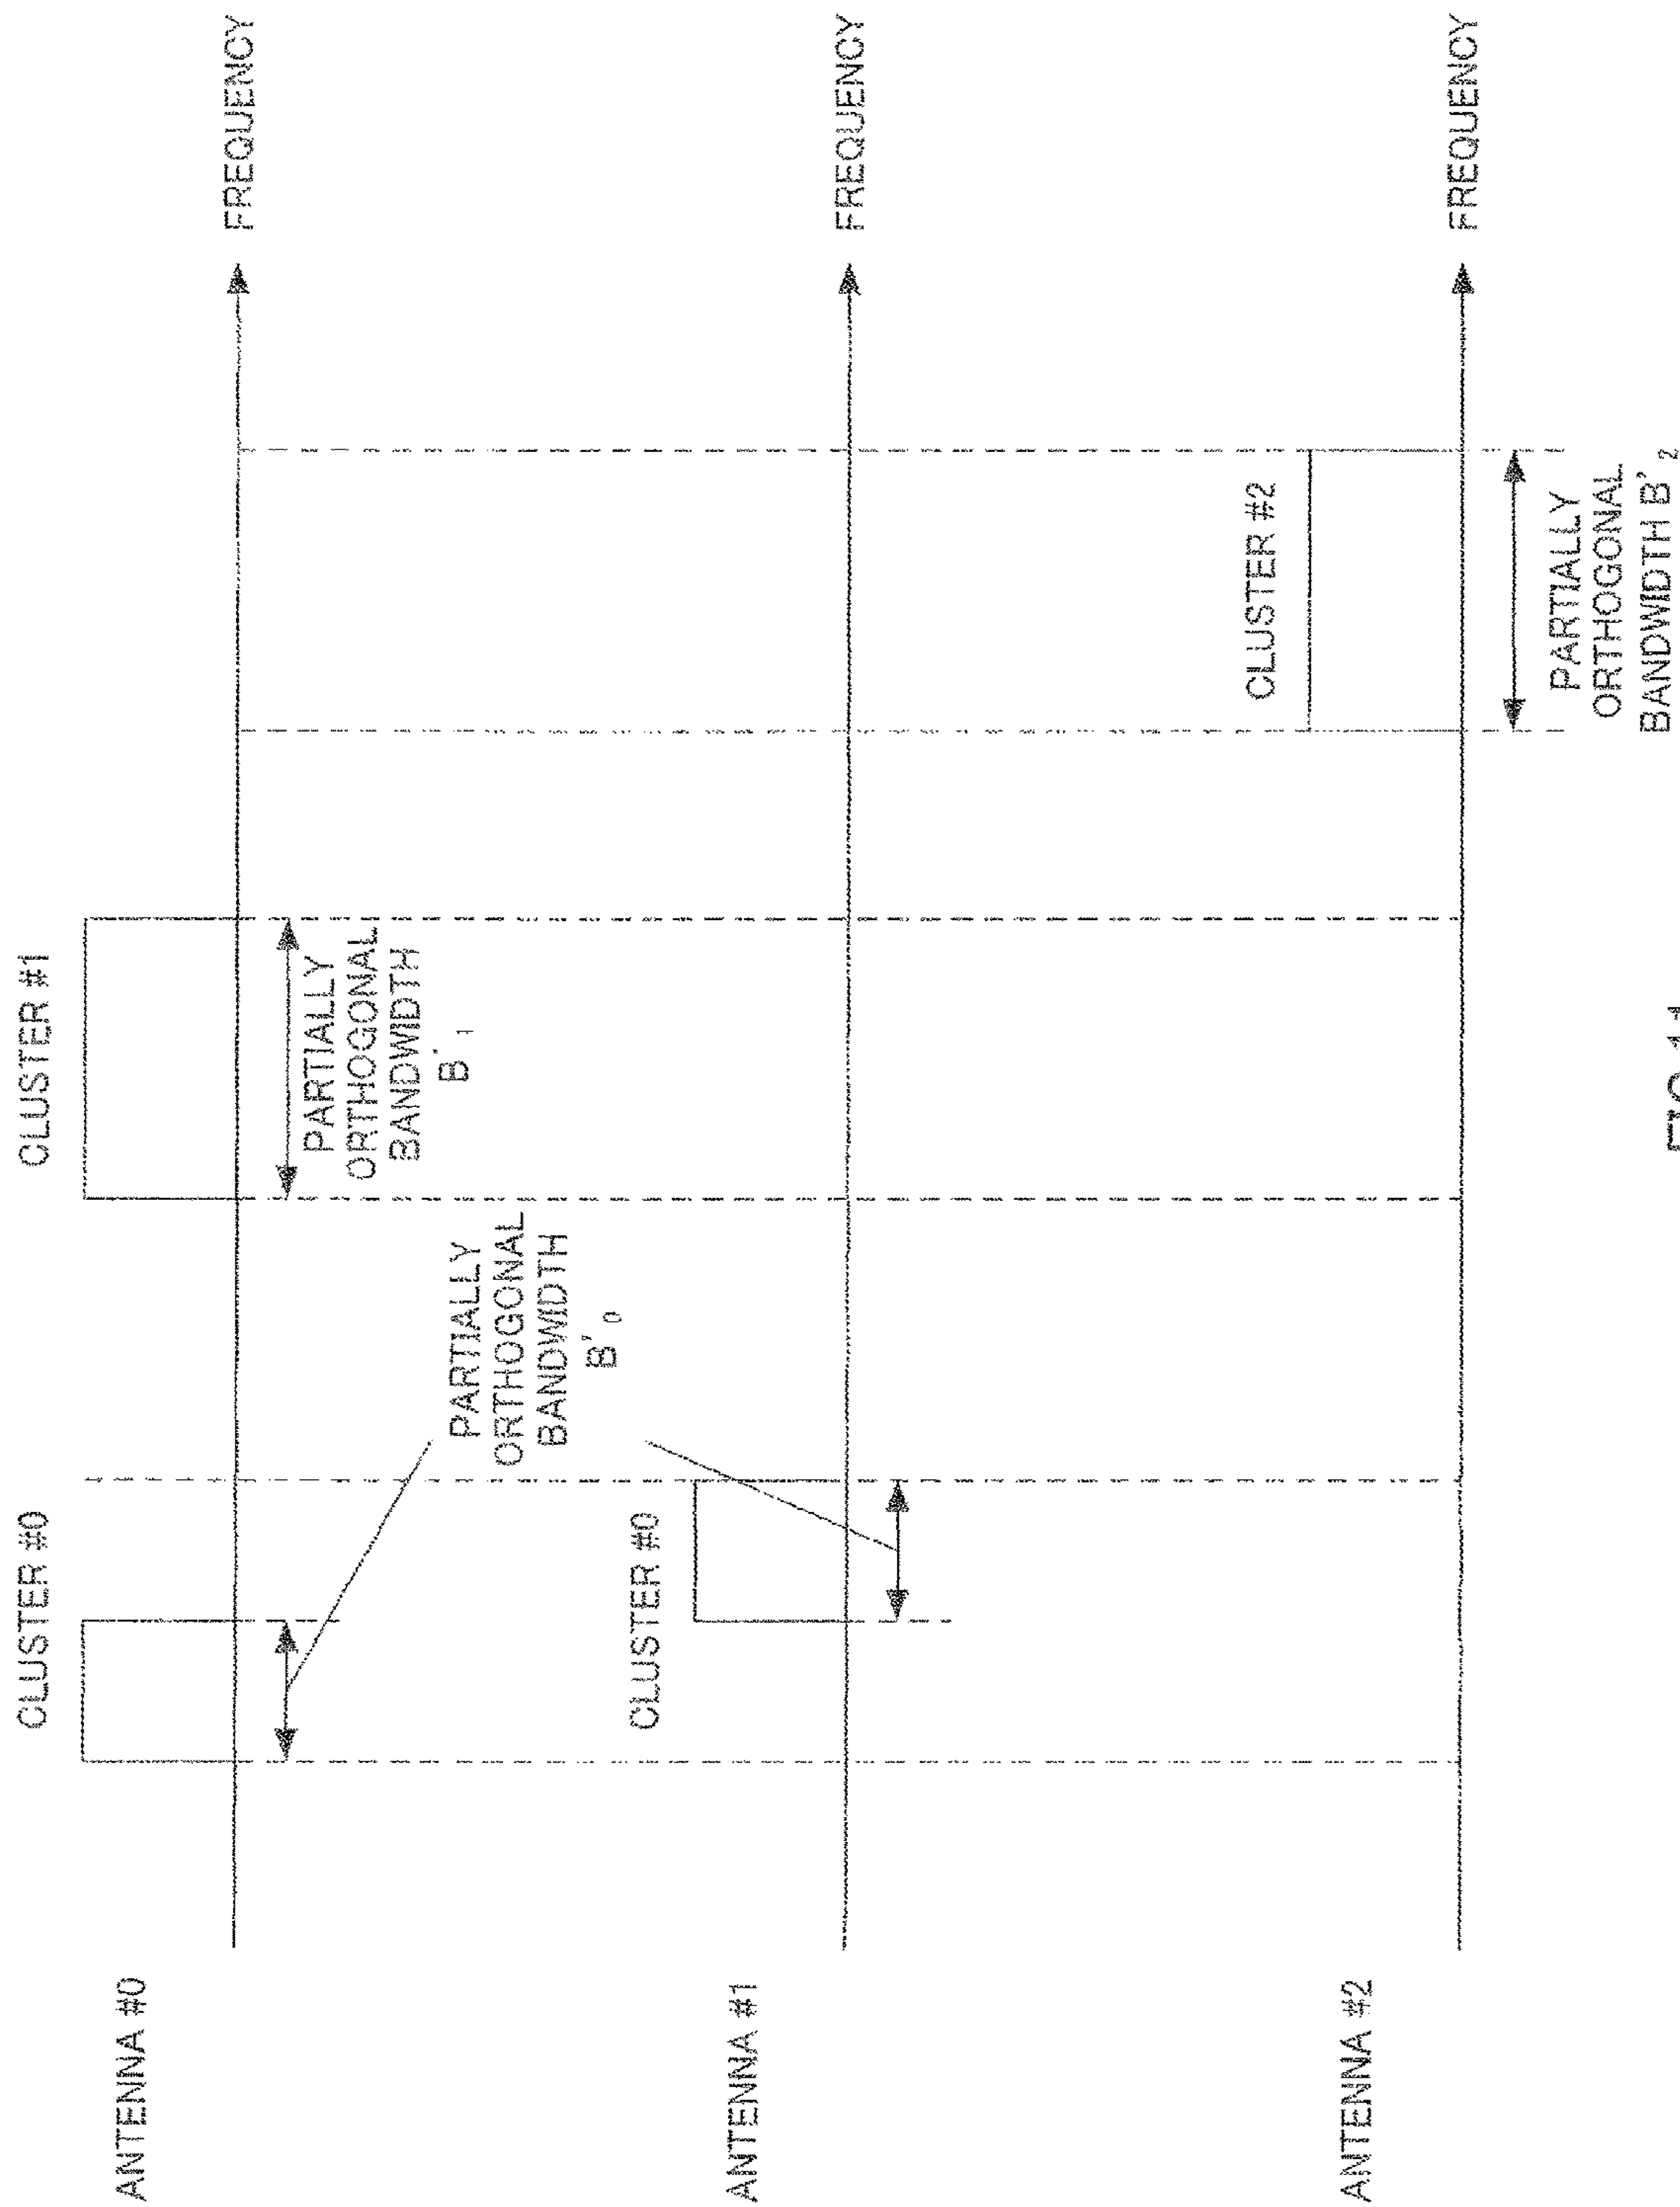 CLUSTER #0
CLUSTER #1
ANTENNA #0
FREQUENCY
PARTIALLY
ORTHOGONAL
BANDWIDTH
B'1
PARTIALLY
ORTHOGONAL
BANDWIDTH
B'0
CLUSTER #0
ANTENNA #1
FREQUENCY
CLUSTER #2
ANTENNA #2
FREQUENCY
PARTIALLY
ORTHOGONAL
BANDWIDTH B'2